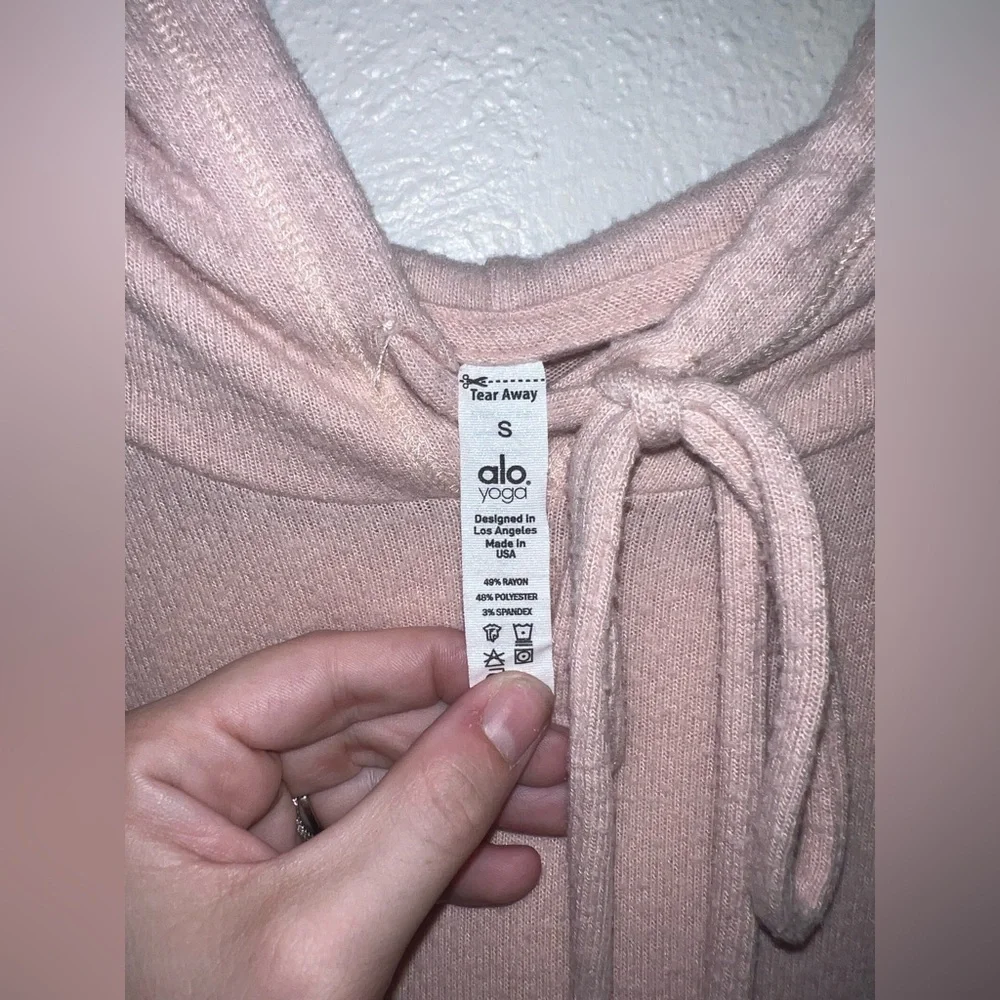 Tear Away
S
alo.
yoga
Designed in
Los Angeles
Made in
USA
49% RAYON
48% POLYESTER
3% SPANDEX